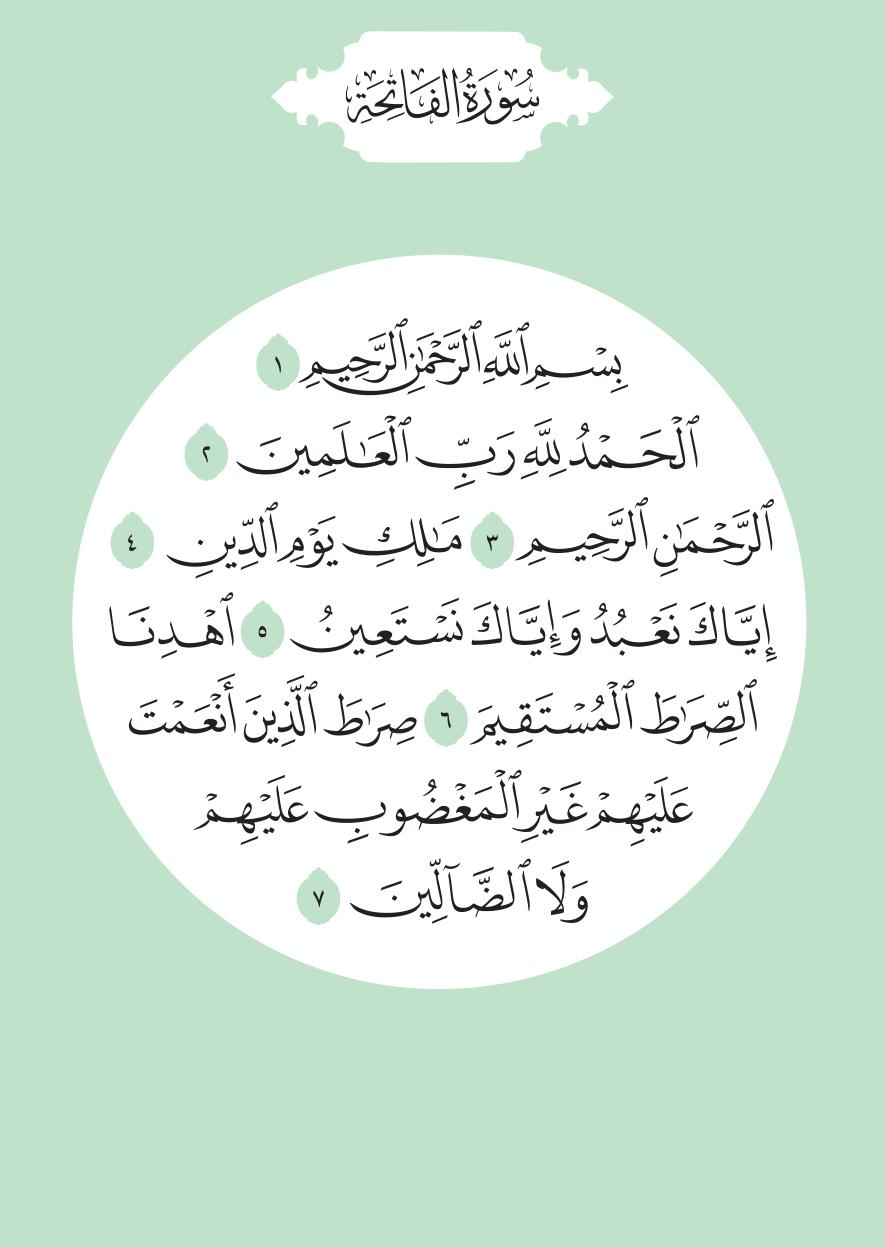 سُورَةُ الفَاتِحَةِ
بِسْمِ ٱللَّهِ ٱلرَّحْمَٰنِ ٱلرَّحِيمِ ١
ٱلْحَمْدُ لِلَّهِ رَبِّ ٱلْعَٰلَمِينَ ٢
ٱلرَّحْمَٰنِ ٱلرَّحِيمِ ٣ مَٰلِكِ يَوْمِ ٱلدِّينِ ٤
إِيَّاكَ نَعْبُدُ وَإِيَّاكَ نَسْتَعِينُ ٥ ٱهْدِنَا
ٱلصِّرَٰطَ ٱلْمُسْتَقِيمَ ٦ صِرَٰطَ ٱلَّذِينَ أَنْعَمْتَ
عَلَيْهِمْ غَيْرِ ٱلْمَغْضُوبِ عَلَيْهِمْ
وَلَا ٱلضَّآلِّينَ ٧